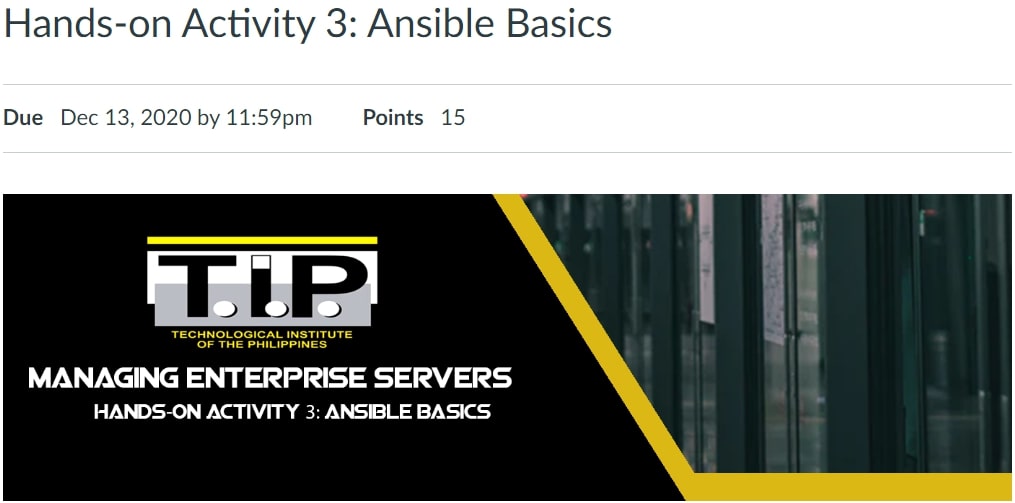 Hands-on Activity 3: Ansible Basics
Due Dec 13, 2020 by 11:59pm Points 15
T.I.P.
TECHNOLOGICAL INSTITUTE
OF THE PHILIPPINES
MANAGING ENTERPRISE SERVERS
HANDS-ON ACTIVITY 3: ANSIBLE BASICS